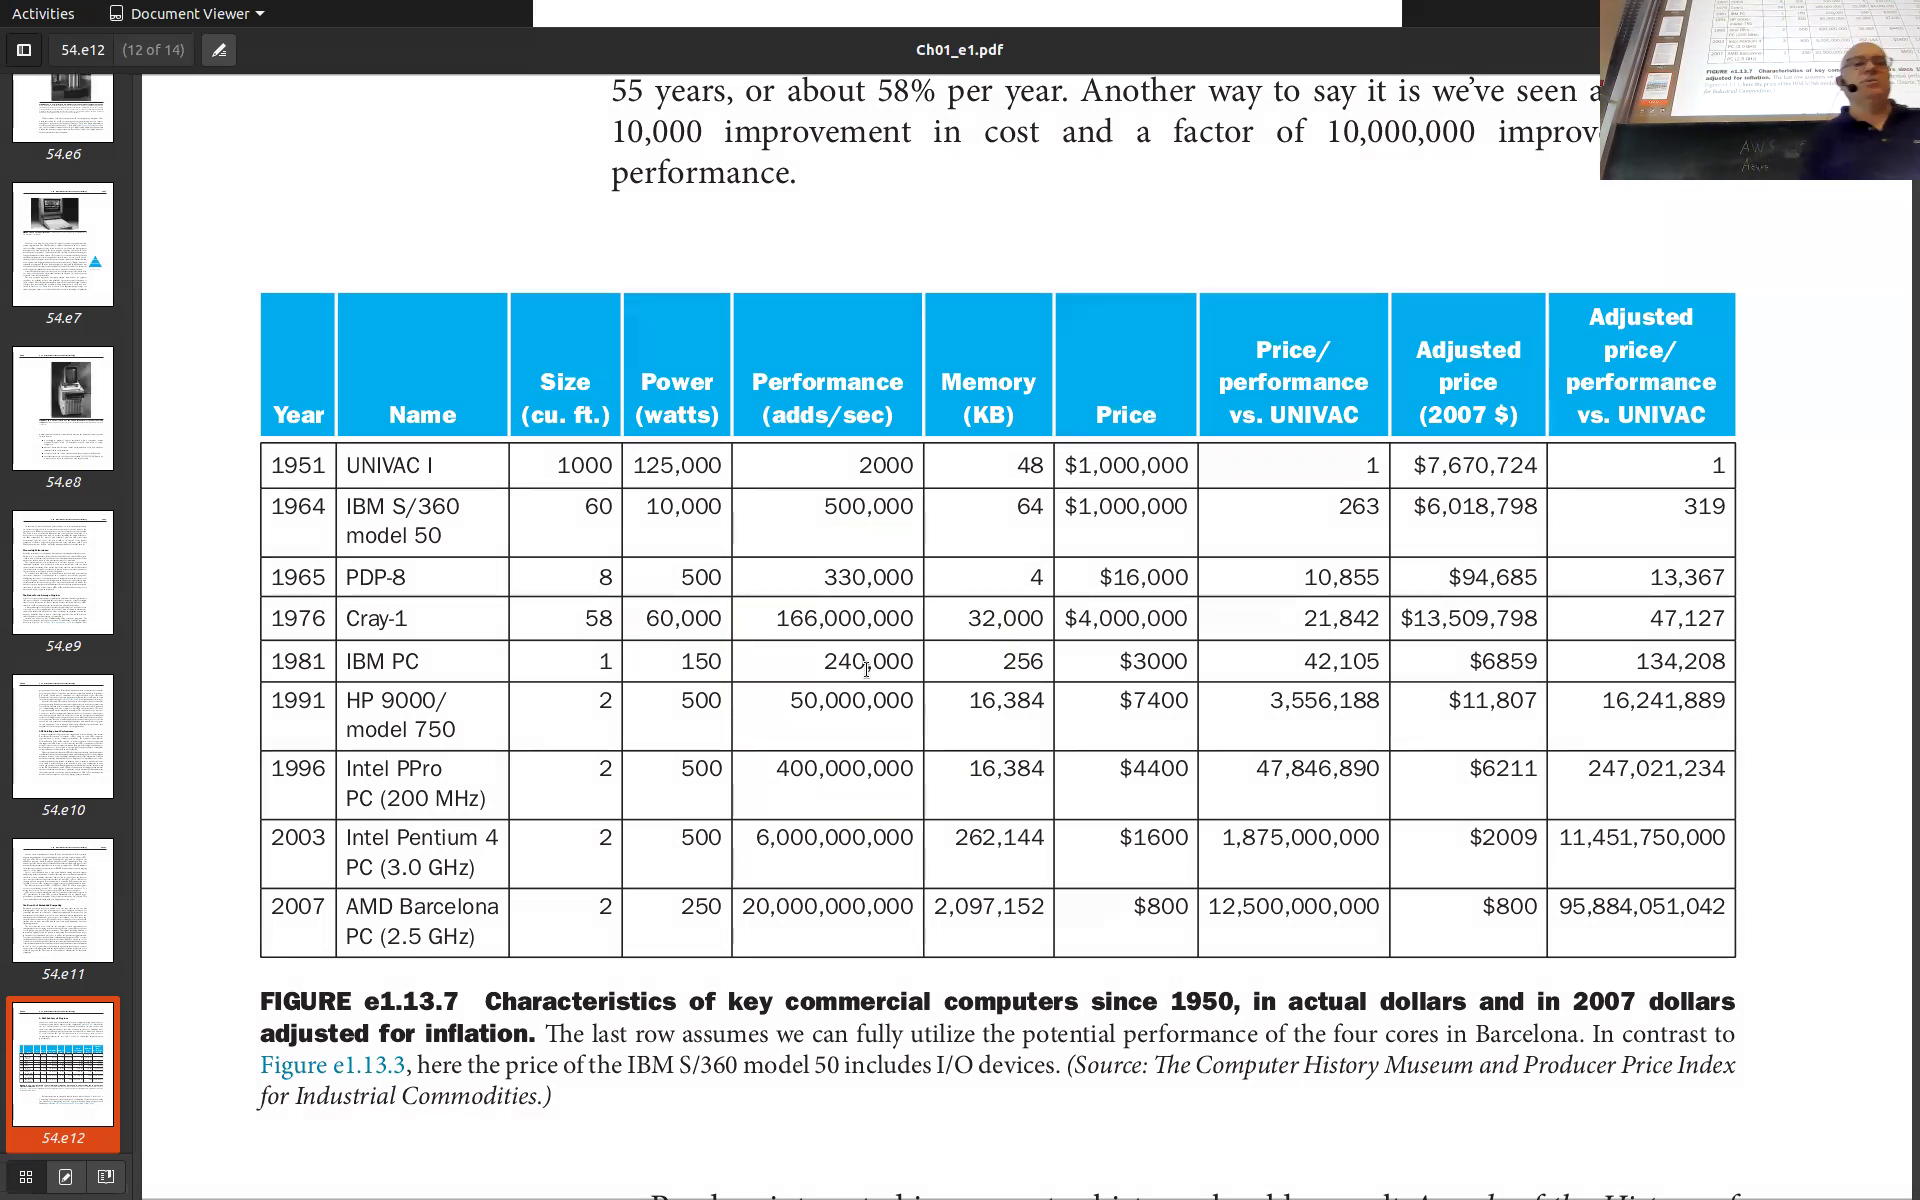 Activities
Document Viewer
54.e12 (12 of 14)
Ch01_e1.pdf
54.e6
54.e7
54.e8
54.e9
54.e10
54.e11
54.e12
55 years, or about 58% per year. Another way to say it is we've seen a
10,000 improvement in cost and a factor of 10,000,000 improv
performance.
Year Name Size (cu. ft.) Power (watts) Performance (adds/sec) Memory (KB) Price Price/ performance vs. UNIVAC Adjusted price (2007 $) Adjusted price/ performance vs. UNIVAC
1951 UNIVAC I 1000 125,000 2000 48 $1,000,000 1 $7,670,724 1
1964 IBM S/360 model 50 60 10,000 500,000 64 $1,000,000 263 $6,018,798 319
1965 PDP-8 8 500 330,000 4 $16,000 10,855 $94,685 13,367
1976 Cray-1 58 60,000 166,000,000 32,000 $4,000,000 21,842 $13,509,798 47,127
1981 IBM PC 1 150 240,000 256 $3000 42,105 $6859 134,208
1991 HP 9000/ model 750 2 500 50,000,000 16,384 $7400 3,556,188 $11,807 16,241,889
1996 Intel PPro PC (200 MHz) 2 500 400,000,000 16,384 $4400 47,846,890 $6211 247,021,234
2003 Intel Pentium 4 PC (3.0 GHz) 2 500 6,000,000,000 262,144 $1600 1,875,000,000 $2009 11,451,750,000
2007 AMD Barcelona PC (2.5 GHz) 2 250 20,000,000,000 2,097,152 $800 12,500,000,000 $800 95,884,051,042
FIGURE e1.13.7 Characteristics of key commercial computers since 1950, in actual dollars and in 2007 dollars
adjusted for inflation. The last row assumes we can fully utilize the potential performance of the four cores in Barcelona. In contrast to
Figure e1.13.3, here the price of the IBM S/360 model 50 includes I/O devices. (Source: The Computer History Museum and Producer Price Index
for Industrial Commodities.)
AWS